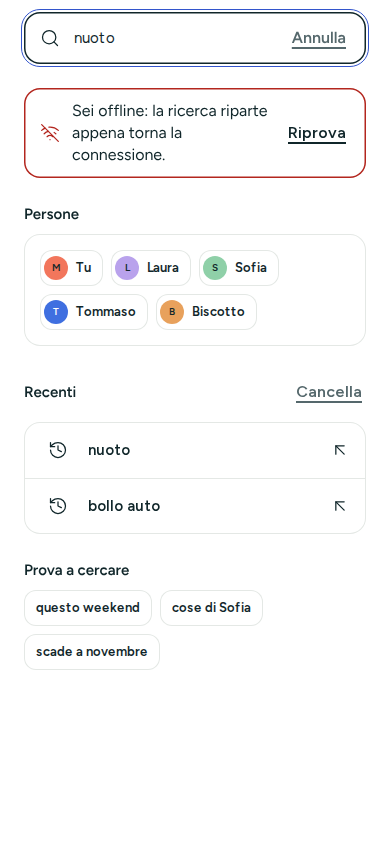 nuoto
Annulla
Sei offline: la ricerca riparte
appena torna la
connessione.
Riprova
Persone
M Tu
L Laura
S Sofia
T Tommaso
B Biscotto
Recenti
Cancella
nuoto
bollo auto
Prova a cercare
questo weekend
cose di Sofia
scade a novembre